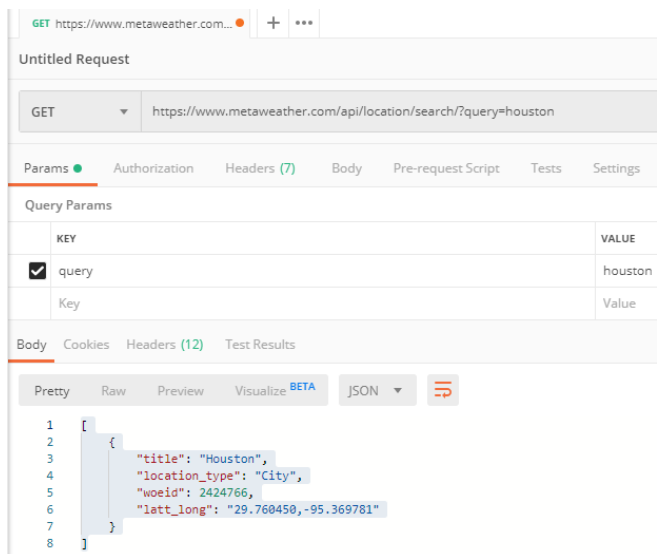 GET https://www.metaweather.com... + •••
Untitled Request
GET https://www.metaweather.com/api/location/search/?query=houston
Params Authorization Headers (7) Body Pre-request Script Tests Settings
Query Params
KEY VALUE
query houston
Key Value
Body Cookies Headers (12) Test Results
Pretty Raw Preview Visualize BETA JSON
1 [
2 {
3 "title": "Houston",
4 "location_type": "City",
5 "woeid": 2424766,
6 "latt_long": "29.760450,-95.369781"
7 }
8 ]